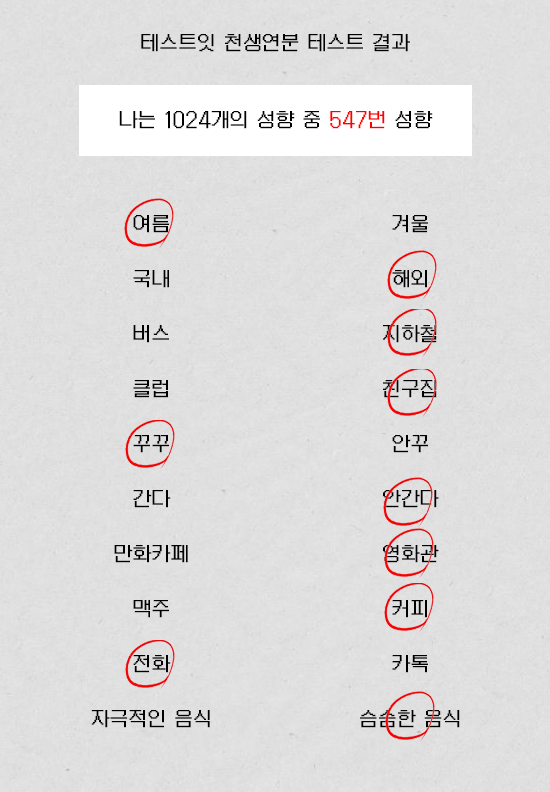 테스트잇 천생연분 테스트 결과
나는 1024개의 성향 중 547번 성향
여름 겨울
국내 해외
버스 지하철
클럽 친구집
꾸꾸 안꾸
간다 안간다
만화카페 영화관
맥주 커피
전화 카톡
자극적인 음식 슴슴한 음식